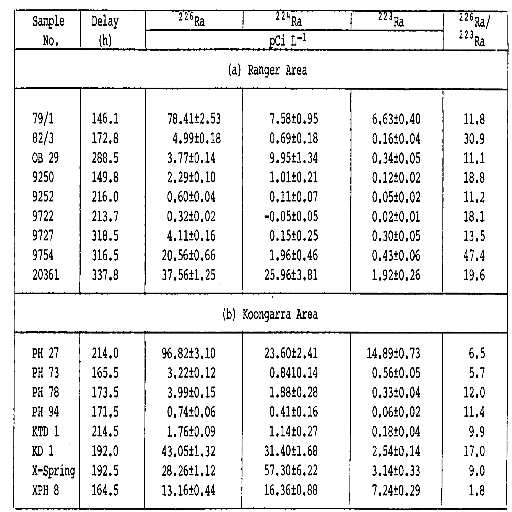 Sample Delay 226Ra 224Ra 223Ra 226Ra/
No. (h) pCi L-1 223Ra
(a) Ranger Area
79/1 146.1 78.41±2.53 7.58±0.95 6.63±0.40 11.8
82/3 172.8 4.99±0.18 0.69±0.18 0.16±0.04 30.9
OB 29 288.5 3.77±0.14 9.95±1.34 0.34±0.05 11.1
9250 149.8 2.29±0.10 1.01±0.21 0.12±0.02 18.8
9252 216.0 0.60±0.04 0.11±0.07 0.05±0.02 11.2
9722 213.7 0.32±0.02 -0.05±0.05 0.02±0.01 18.1
9727 318.5 4.11±0.16 0.15±0.25 0.30±0.05 13.5
9754 316.5 20.56±0.66 1.96±0.46 0.43±0.06 47.4
20361 337.8 37.56±1.25 25.96±3.81 1.92±0.26 19.6
(b) Koongarra Area
PH 27 214.0 96.82±3.10 23.60±2.41 14.89±0.73 6.5
PH 73 165.5 3.22±0.12 0.84±0.14 0.56±0.05 5.7
PH 78 173.5 3.99±0.15 1.88±0.28 0.33±0.04 12.0
PH 94 171.5 0.74±0.06 0.41±0.16 0.06±0.02 11.4
KTD 1 214.5 1.76±0.09 1.14±0.27 0.18±0.04 9.9
KD 1 192.0 43.05±1.32 31.40±1.68 2.54±0.14 17.0
X-Spring 192.5 28.26±1.12 57.30±6.22 3.14±0.33 9.0
XPH 8 164.5 13.16±0.44 16.36±0.88 7.24±0.29 1.8